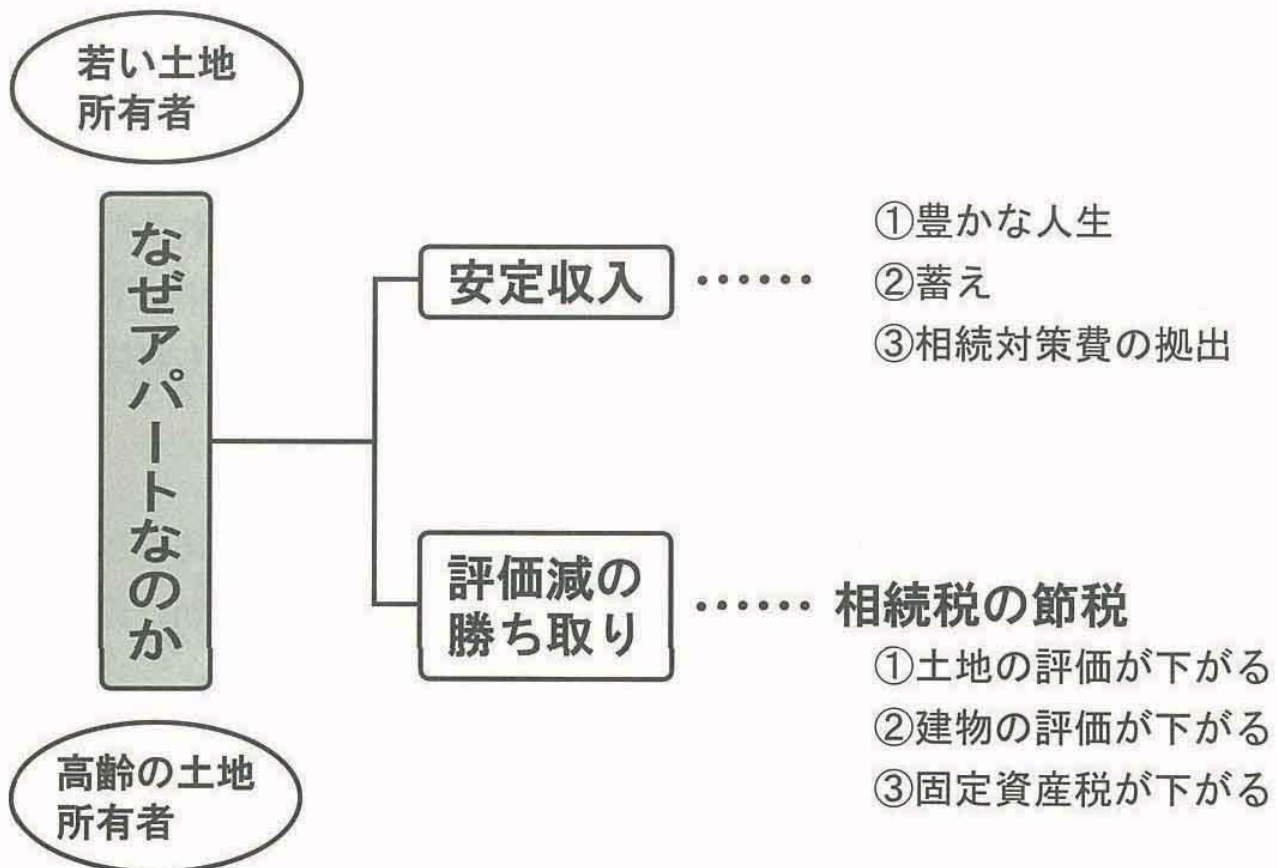 若い土地
所有者
なぜアパートなのか
安定収入
……
①豊かな人生
②蓄え
③相続対策費の拠出
評価減の
勝ち取り
……
相続税の節税
①土地の評価が下がる
②建物の評価が下がる
③固定資産税が下がる
高齢の土地
所有者